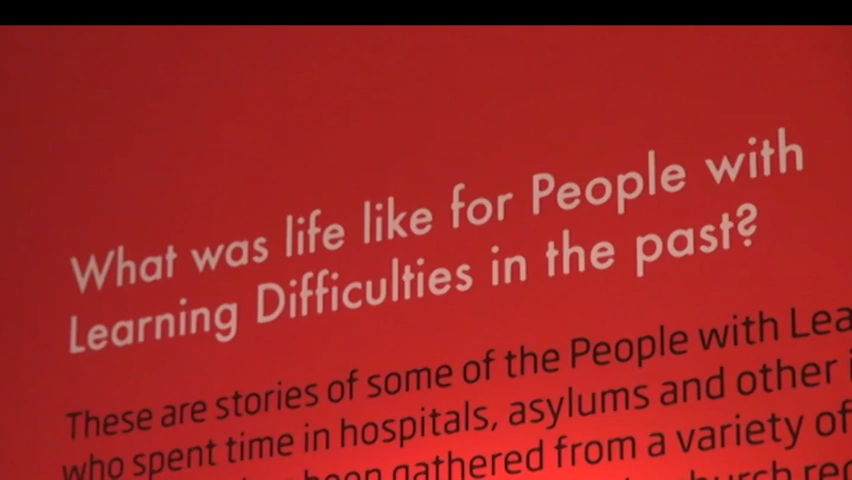 What was life like for People with
Learning Difficulties in the past?
These are stories of some of the People with
who spent time in hospitals, asylums and other
been gathered from a variety of